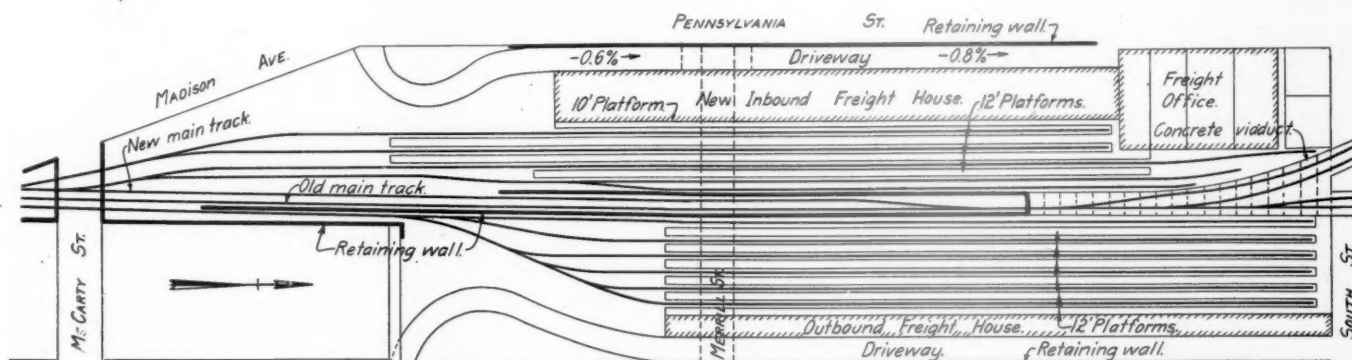 PENNSYLVANIA ST.
Retaining wall.
MADISON AVE.
-0.6%→
Driveway
-0.8%→
Freight
Office.
10' Platform.
New Inbound Freight House.
12' Platforms.
Concrete viaduct.
New main track.
Old main track.
Retaining wall.
MCCARTY ST.
MERRILL ST.
SOUTH ST.
Outbound Freight House.
12' Platforms.
Driveway.
Retaining wall.